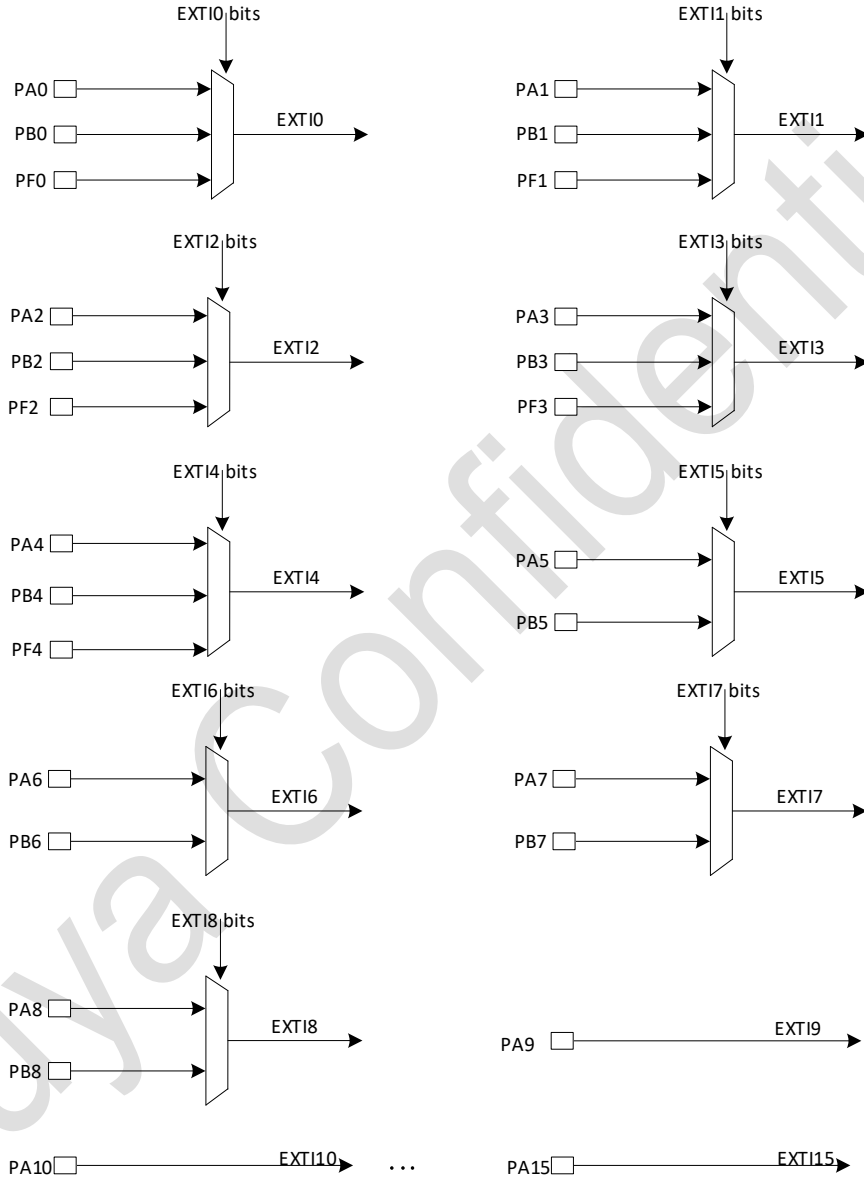 EXTI0 bits
EXTI1 bits
PA0
PB0
PF0
EXTI0
PA1
PB1
PF1
EXTI1
EXTI2 bits
EXTI3 bits
PA2
PB2
PF2
EXTI2
PA3
PB3
PF3
EXTI3
EXTI4 bits
EXTI5 bits
PA4
PB4
PF4
EXTI4
PA5
PB5
EXTI5
EXTI6 bits
EXTI7 bits
PA6
PB6
EXTI6
PA7
PB7
EXTI7
EXTI8 bits
PA8
PB8
EXTI8
PA9
EXTI9
PA10
EXTI10
...
PA15
EXTI15
uya Confidenti